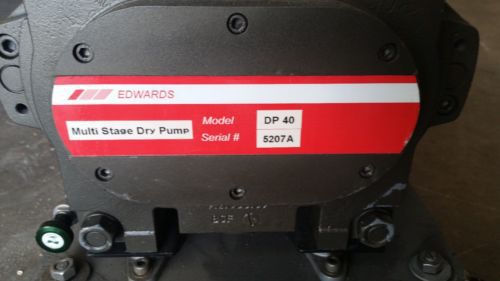 EDWARDS
Multi Stage Dry Pump
Model DP 40
Serial # 5207A